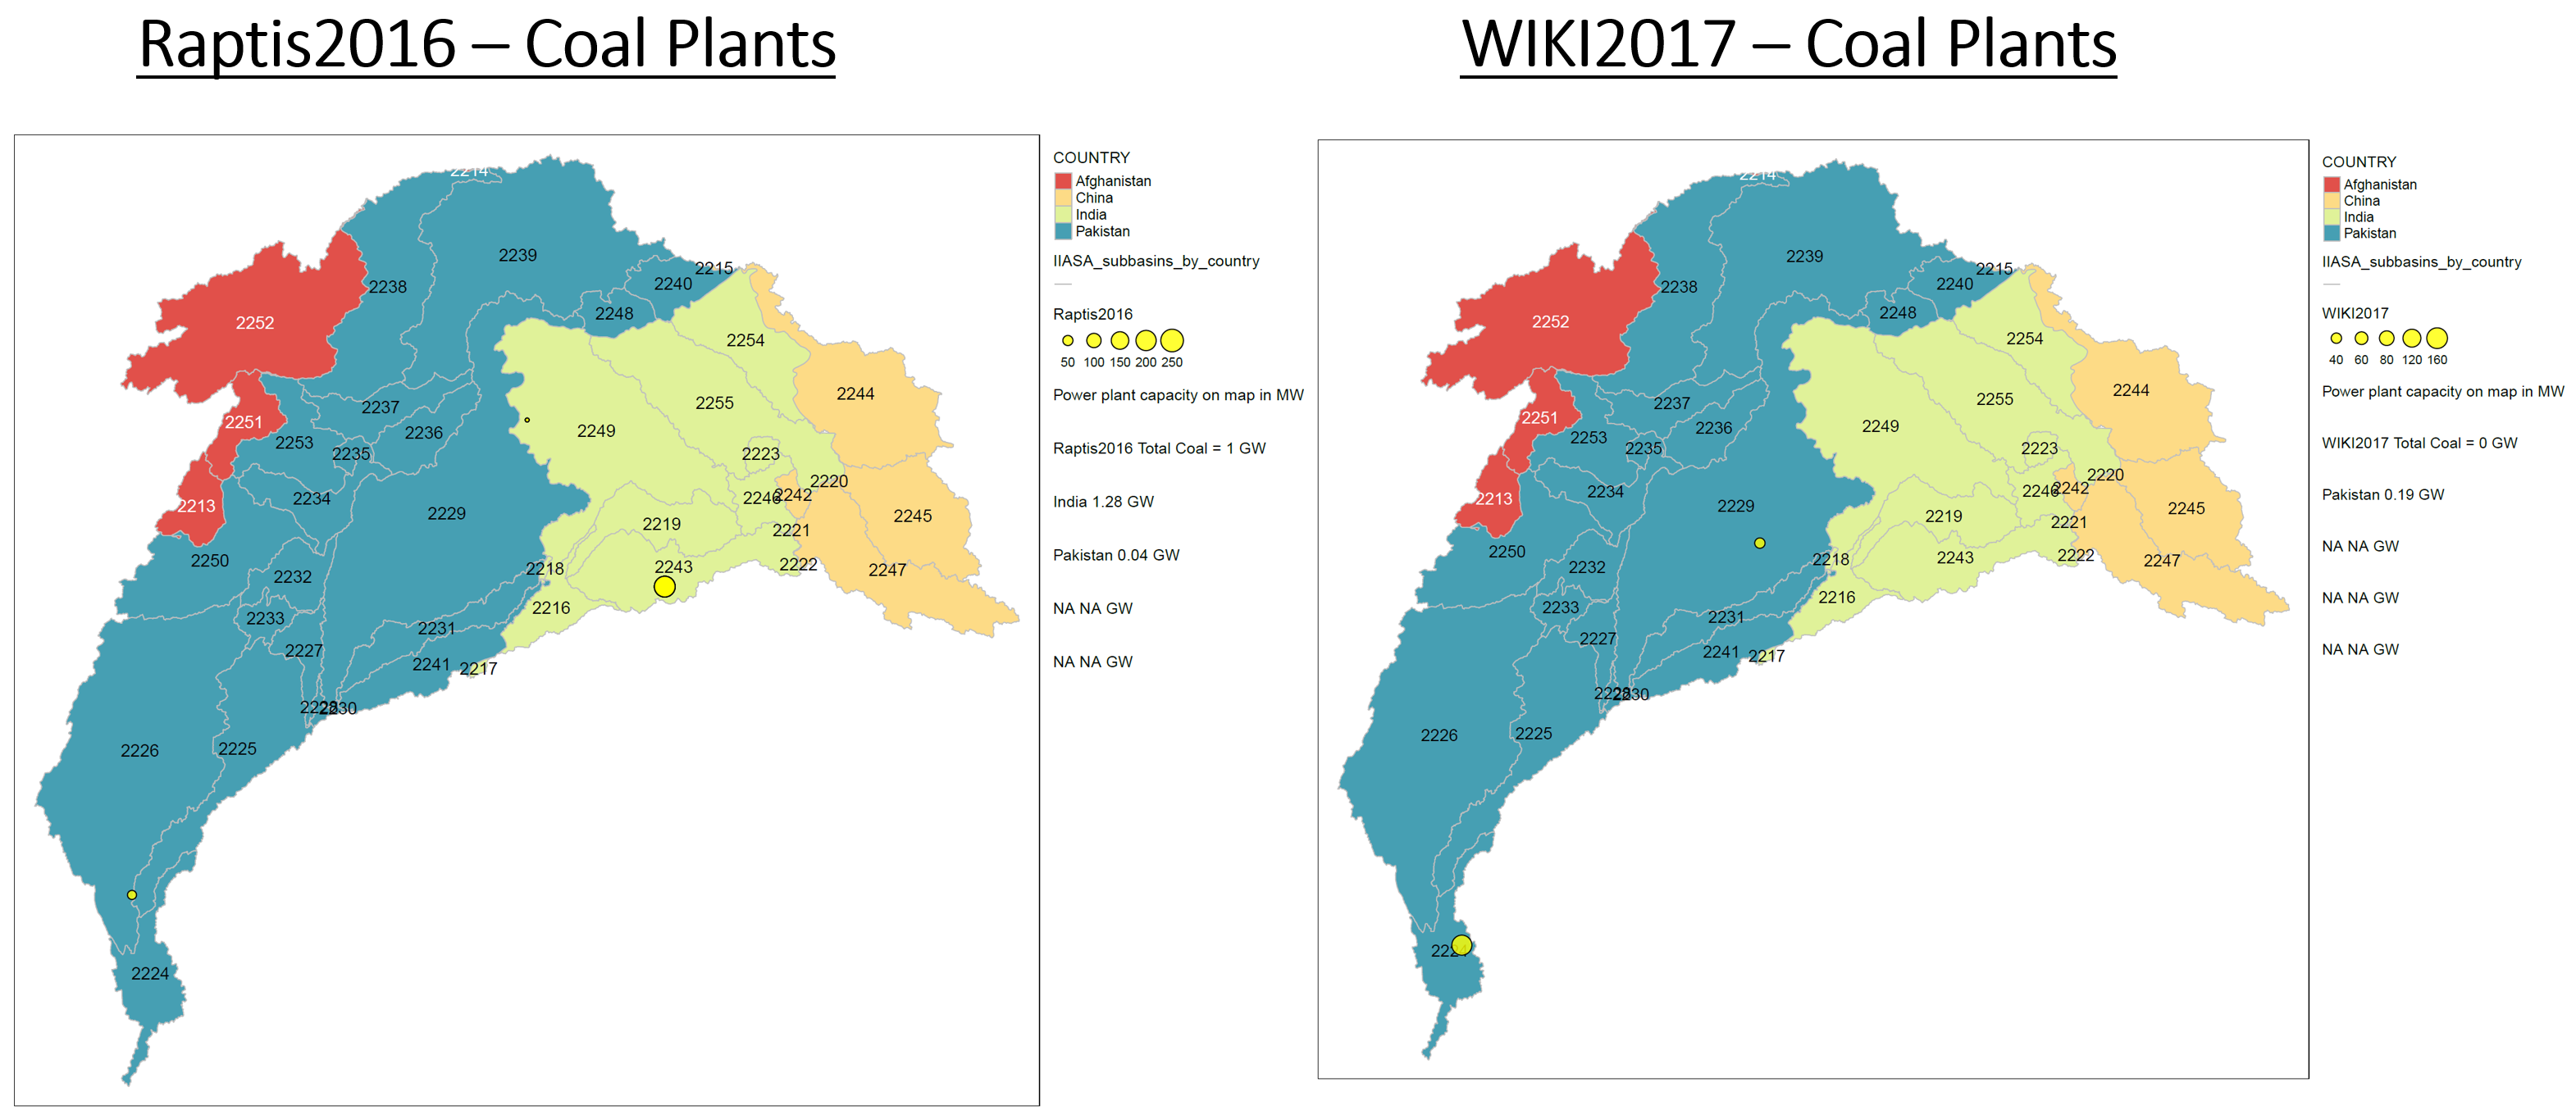 Raptis2016 – Coal Plants
WIKI2017 – Coal Plants
2214
2239
2215
2240
2238
2248
2252
2254
2244
2255
2237
2251
2249
2236
2253
2235
2223
2220
2246
2242
2234
2213
2229
2245
2219
2221
2250
2218
2243
2222
2247
2232
2216
2233
2231
2227
2241
2217
2228
2230
2226
2225
2224
COUNTRY
Afghanistan
China
India
Pakistan
IIASA_subbasins_by_country
Raptis2016
50 100 150 200 250
Power plant capacity on map in MW
Raptis2016 Total Coal = 1 GW
India 1.28 GW
Pakistan 0.04 GW
NA NA GW
NA NA GW
2214
2239
2215
2240
2238
2248
2252
2254
2244
2255
2237
2251
2249
2236
2253
2235
2223
2220
2246
2242
2234
2213
2229
2245
2219
2221
2250
2218
2243
2222
2247
2232
2216
2233
2231
2227
2241
2217
2228
2230
2226
2225
2224
COUNTRY
Afghanistan
China
India
Pakistan
IIASA_subbasins_by_country
WIKI2017
40 60 80 120 160
Power plant capacity on map in MW
WIKI2017 Total Coal = 0 GW
Pakistan 0.19 GW
NA NA GW
NA NA GW
NA NA GW